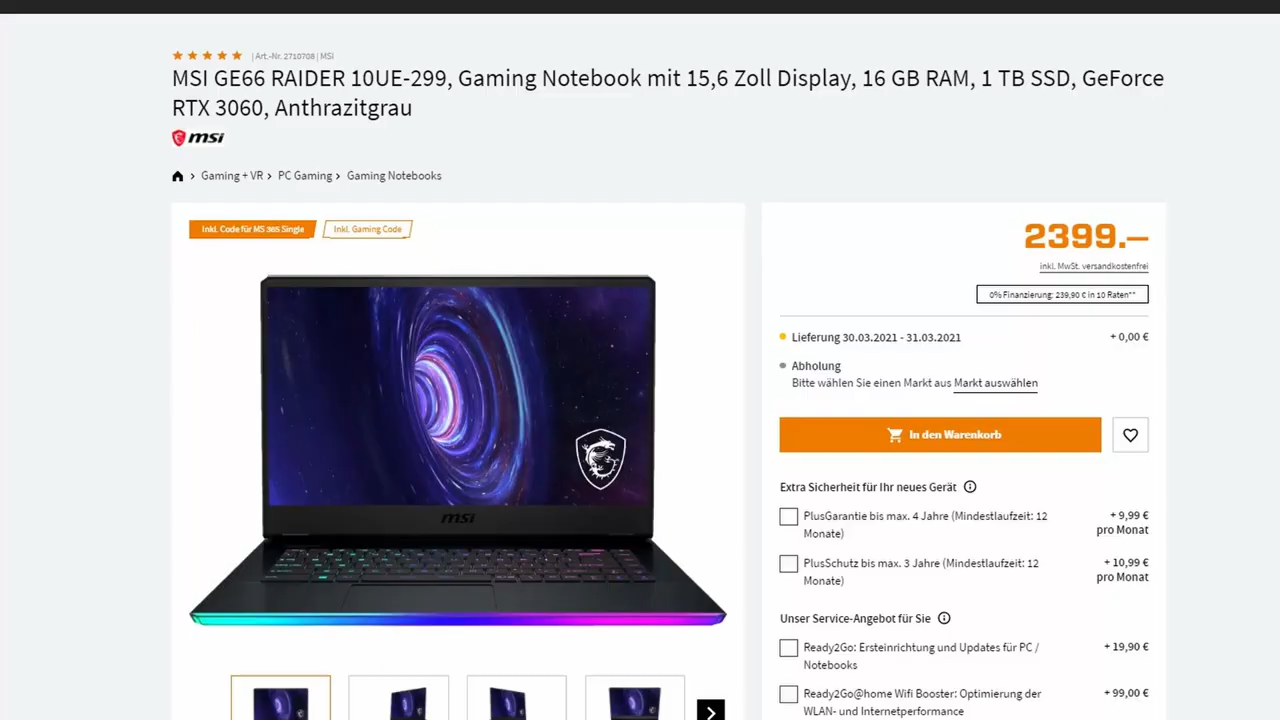 | Art.-Nr. 2710708 | MSI
MSI GE66 RAIDER 10UE-299, Gaming Notebook mit 15,6 Zoll Display, 16 GB RAM, 1 TB SSD, GeForce
RTX 3060, Anthrazitgrau
msi
Gaming + VR > PC Gaming > Gaming Notebooks
Inkl. Code für MS 365 Single
Inkl. Gaming Code
msi
2399.–
inkl. MwSt. versandkostenfrei
0% Finanzierung: 239,90 € in 10 Raten**
Lieferung 30.03.2021 - 31.03.2021 + 0,00 €
Abholung
Bitte wählen Sie einen Markt aus Markt auswählen
In den Warenkorb
Extra Sicherheit für Ihr neues Gerät
PlusGarantie bis max. 4 Jahre (Mindestlaufzeit: 12 + 9,99 €
Monate) pro Monat
PlusSchutz bis max. 3 Jahre (Mindestlaufzeit: 12 + 10,99 €
Monate) pro Monat
Unser Service-Angebot für Sie
Ready2Go: Ersteinrichtung und Updates für PC / + 19,90 €
Notebooks
Ready2Go@home Wifi Booster: Optimierung der + 99,00 €
WLAN- und Internetperformance